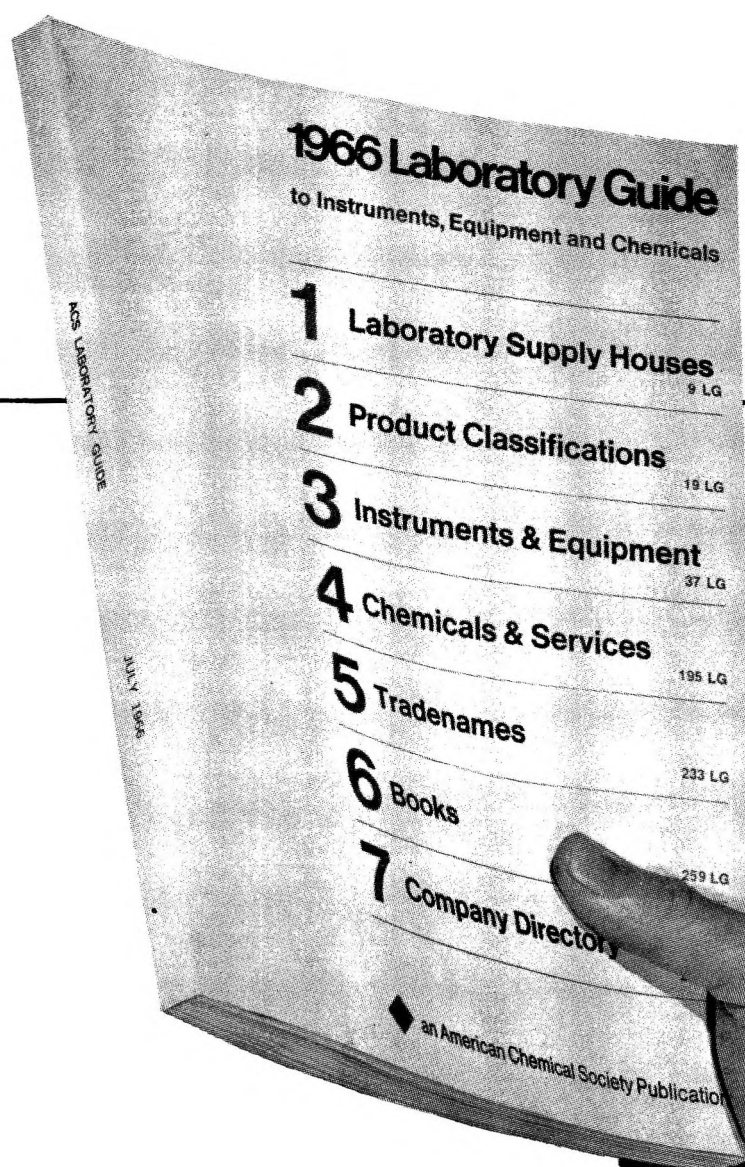 ACS LABORATORY GUIDE
JULY 1966
1966 Laboratory Guide
to Instruments, Equipment and Chemicals
1 Laboratory Supply Houses
9 LG
2 Product Classifications
19 LG
3 Instruments & Equipment
37 LG
4 Chemicals & Services
195 LG
5 Tradenames
233 LG
6 Books
259 LG
7 Company Directory
an American Chemical Society Publication